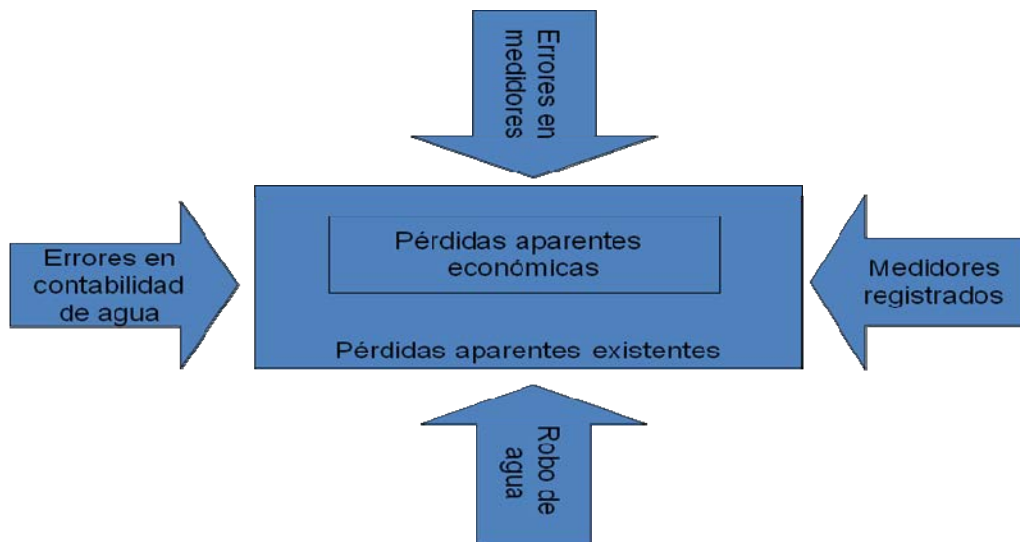 Errores en
medidores
Errores en
contabilidad
de agua
Pérdidas aparentes
económicas
Pérdidas aparentes existentes
Medidores
registrados
Robo de
agua